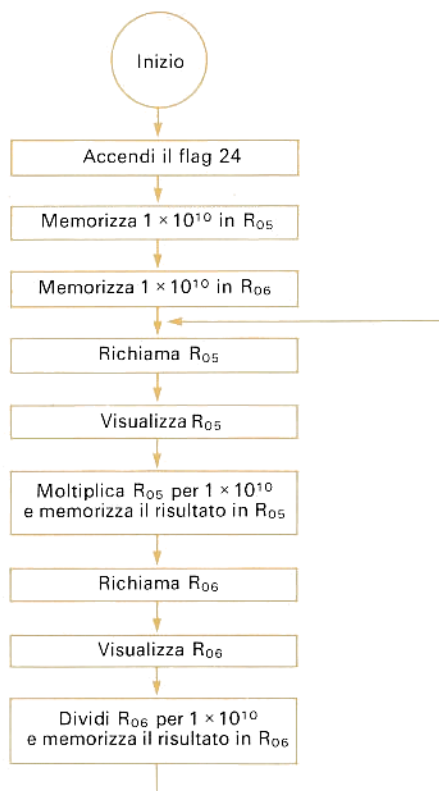 Inizio
Accendi il flag 24
Memorizza 1 × 10¹⁰ in R₀₅
Memorizza 1 × 10¹⁰ in R₀₆
Richiama R₀₅
Visualizza R₀₅
Moltiplica R₀₅ per 1 × 10¹⁰
e memorizza il risultato in R₀₅
Richiama R₀₆
Visualizza R₀₆
Dividi R₀₆ per 1 × 10¹⁰
e memorizza il risultato in R₀₆